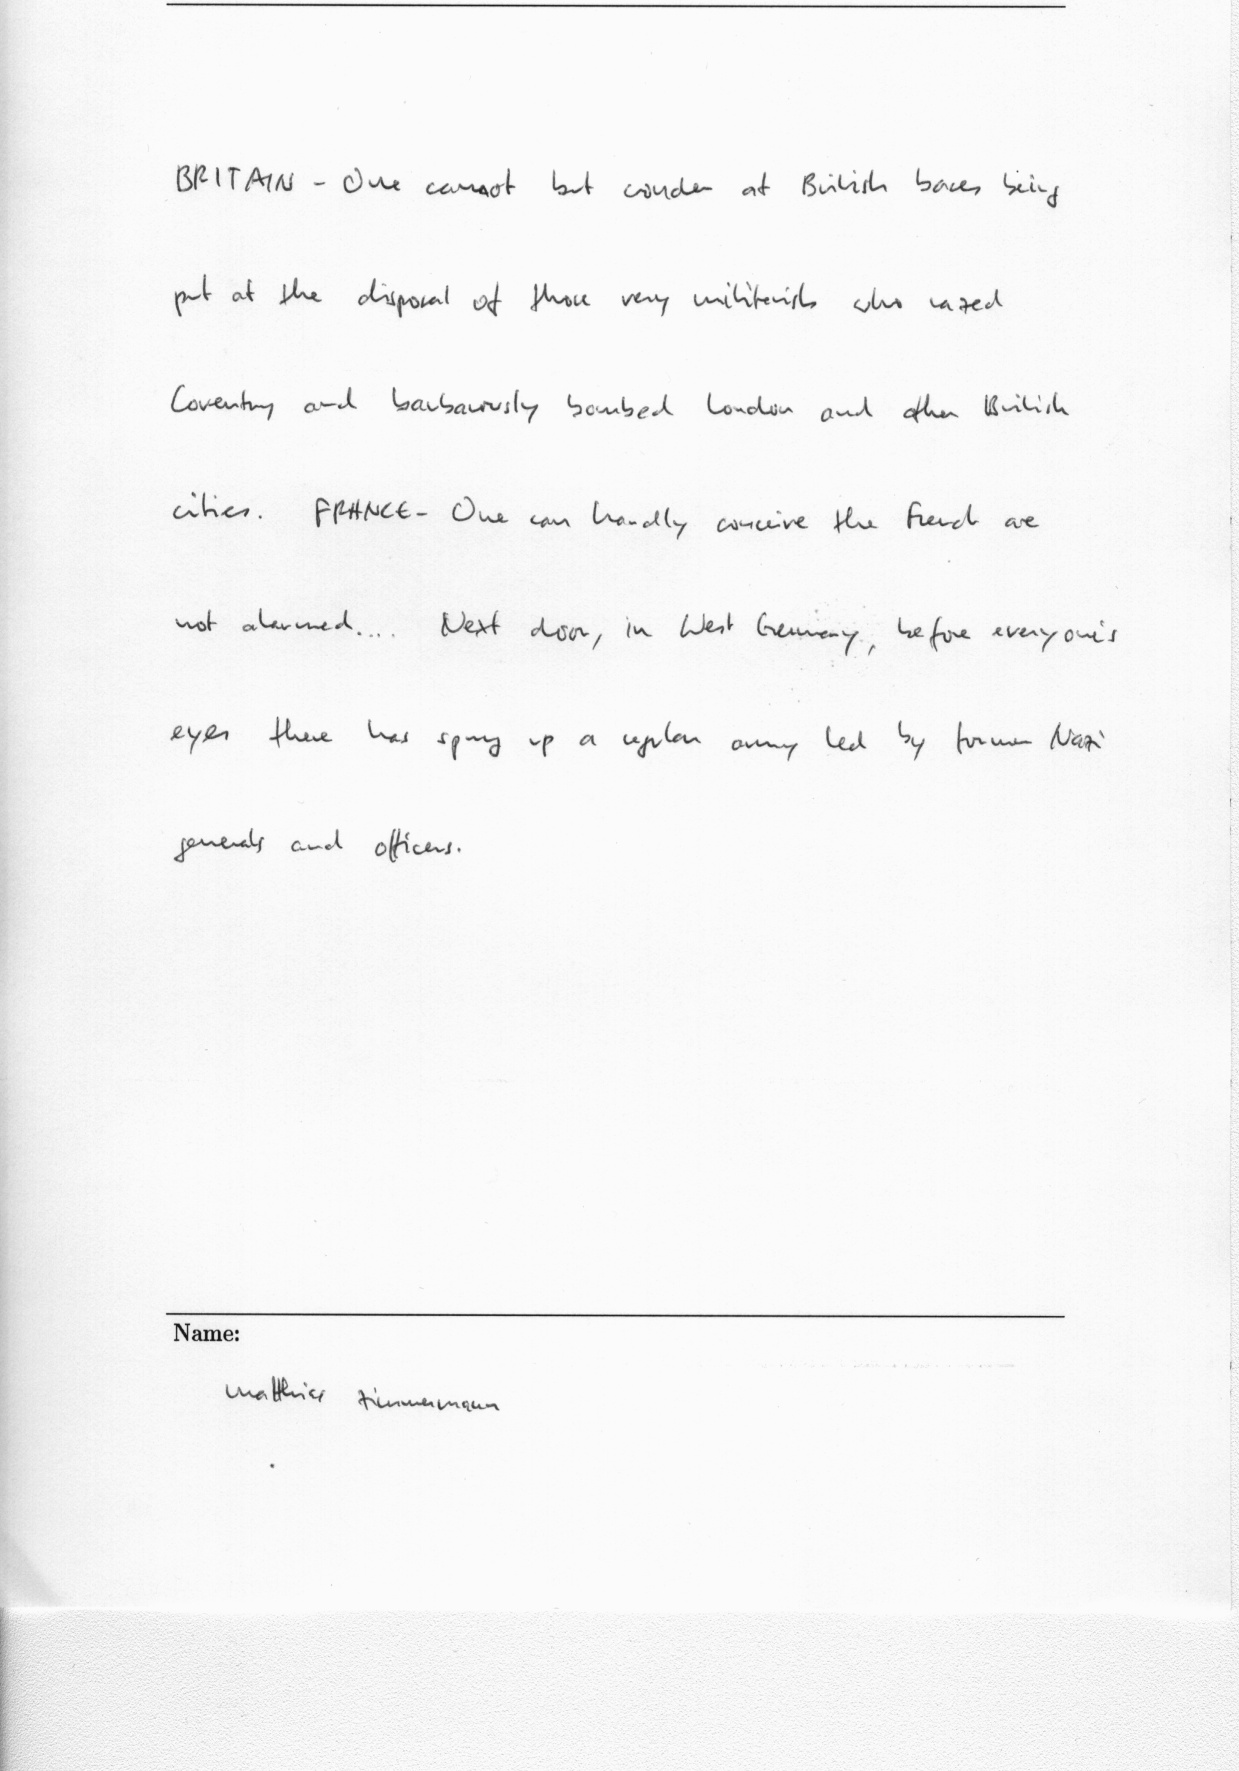 BRITAIN - One cannot but wonder at British bases being
put at the disposal of those very militarists who razed
Coventry and barbarously bombed London and other British
cities. FRANCE - One can hardly conceive the French are
not alarmed.... Next door, in West Germany, before everyone's
eyes there has sprung up a regular army led by former Nazi
generals and officers.
Name:
Matthias Zimmermann